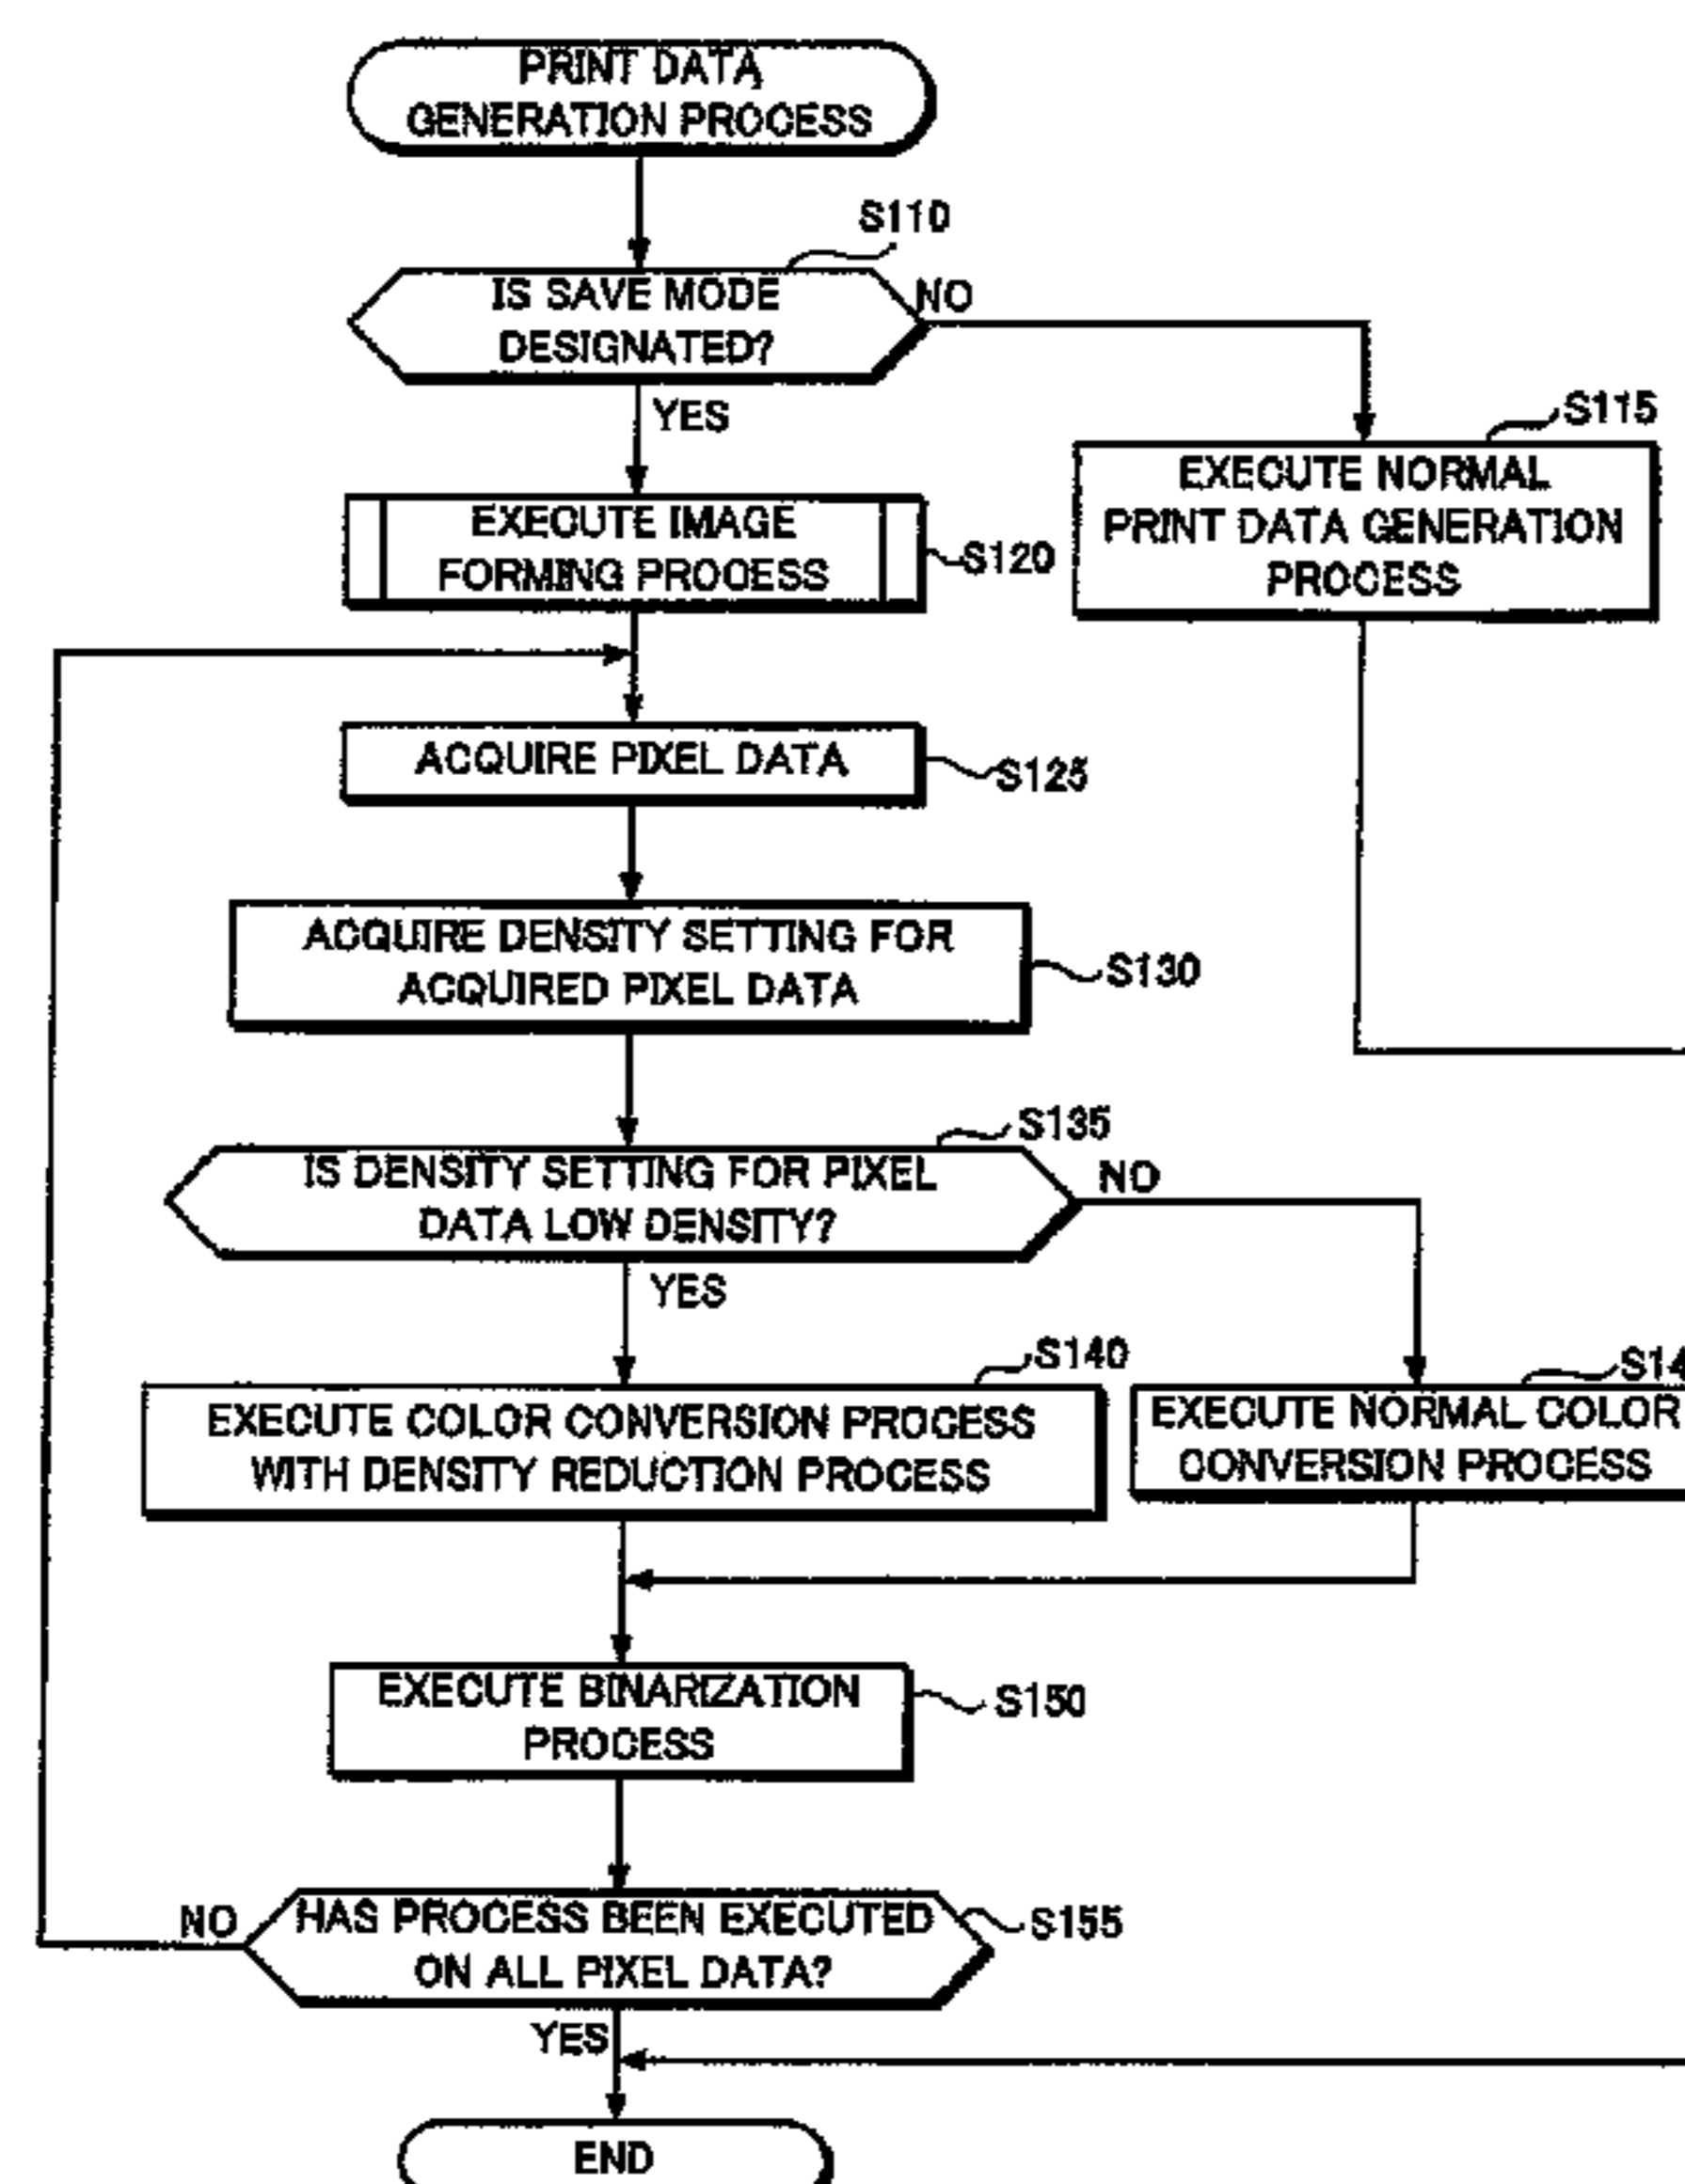 PRINT DATA
GENERATION PROCESS
S110
IS SAVE MODE
DESIGNATED?
NO
YES
S115
EXECUTE NORMAL
PRINT DATA GENERATION
PROCESS
EXECUTE IMAGE
FORMING PROCESS
S120
ACQUIRE PIXEL DATA
S125
ACQUIRE DENSITY SETTING FOR
ACQUIRED PIXEL DATA
S130
S135
IS DENSITY SETTING FOR PIXEL
DATA LOW DENSITY?
NO
YES
S140
EXECUTE COLOR CONVERSION PROCESS
WITH DENSITY REDUCTION PROCESS
EXECUTE NORMAL COLOR
CONVERSION PROCESS
EXECUTE BINARIZATION
PROCESS
S150
NO
HAS PROCESS BEEN EXECUTED
ON ALL PIXEL DATA?
S155
YES
END